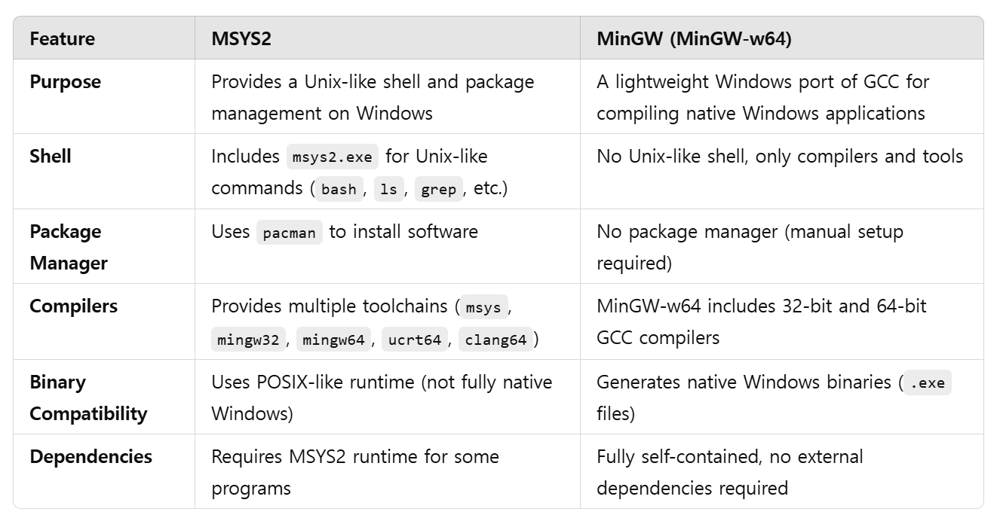 Feature MSYS2 MinGW (MinGW-w64)
Purpose Provides a Unix-like shell and package A lightweight Windows port of GCC for
management on Windows compiling native Windows applications
Shell Includes msys2.exe for Unix-like No Unix-like shell, only compilers and tools
commands (bash, ls, grep, etc.)
Package Uses pacman to install software No package manager (manual setup
Manager required)
Compilers Provides multiple toolchains (msys, MinGW-w64 includes 32-bit and 64-bit
mingw32, mingw64, ucrt64, clang64) GCC compilers
Binary Uses POSIX-like runtime (not fully native Generates native Windows binaries (.exe
Compatibility Windows) files)
Dependencies Requires MSYS2 runtime for some Fully self-contained, no external
programs dependencies required